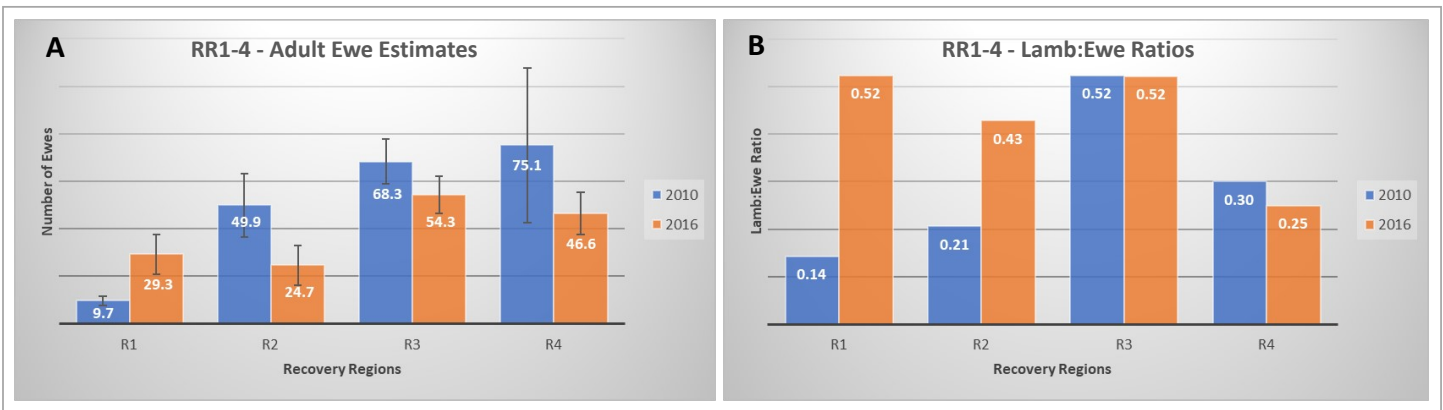 A
RR1-4 - Adult Ewe Estimates
Number of Ewes
9.7
29.3
49.9
24.7
68.3
54.3
75.1
46.6
R1
R2
R3
R4
Recovery Regions
2010
2016
B
RR1-4 - Lamb:Ewe Ratios
Lamb:Ewe Ratio
0.14
0.52
0.21
0.43
0.52
0.52
0.30
0.25
R1
R2
R3
R4
Recovery Regions
2010
2016